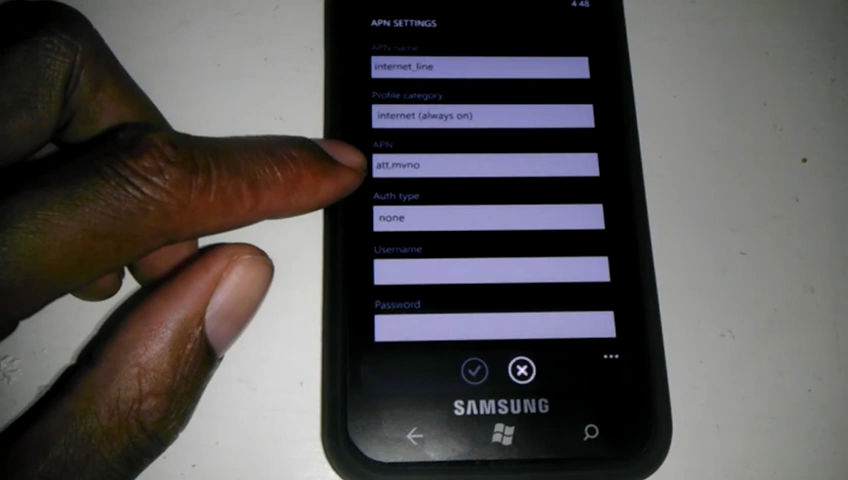 4:48
APN SETTINGS
APN name
internet_line
Profile category
internet (always on)
APN
att.mvno
Auth type
none
Username
Password
SAMSUNG